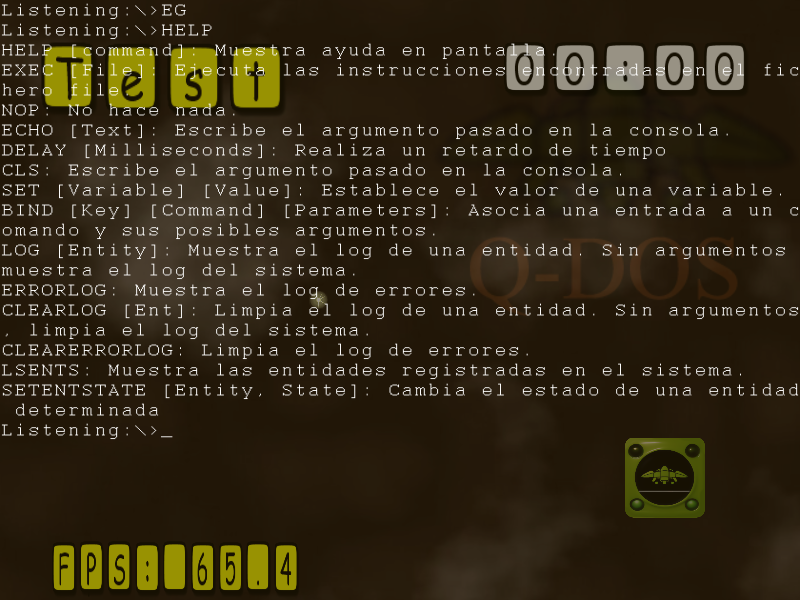 Listening:\>EG
Listening:\>HELP
HELP [command]: Muestra ayuda en pantalla.
EXEC [File]: Ejecuta las instrucciones encontradas en el fic
hero file
NOP: No hace nada.
ECHO [Text]: Escribe el argumento pasado en la consola.
DELAY [Milliseconds]: Realiza un retardo de tiempo
CLS: Escribe el argumento pasado en la consola.
SET [Variable] [Value]: Establece el valor de una variable.
BIND [Key] [Command] [Parameters]: Asocia una entrada a un c
omando y sus posibles argumentos.
LOG [Entity]: Muestra el log de una entidad. Sin argumentos
muestra el log del sistema.
ERRORLOG: Muestra el log de errores.
CLEARLOG [Ent]: Limpia el log de una entidad. Sin argumentos
, limpia el log del sistema.
CLEARERRORLOG: Limpia el log de errores.
LSENTS: Muestra las entidades registradas en el sistema.
SETENTSTATE [Entity, State]: Cambia el estado de una entidad
 determinada
Listening:\>_
Test
00:00
Q-DOS
FPS: 65.4